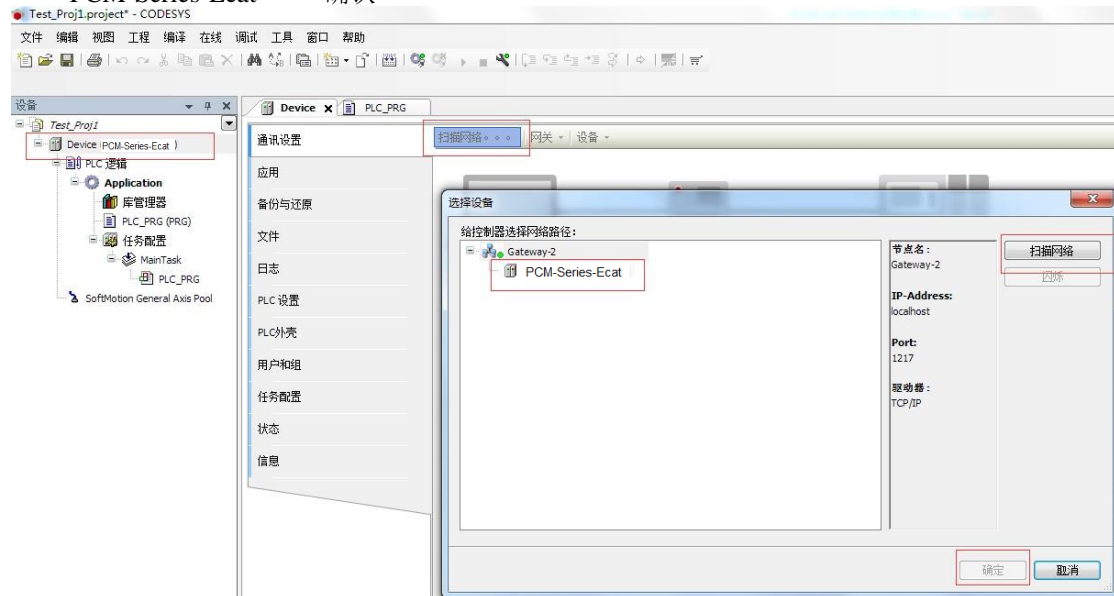 PCM-Series-Ecat 确认
Test_Proj1.project* - CODESYS
文件 编辑 视图 工程 编译 在线 调试 工具 窗口 帮助
设备
Test_Proj1
Device (PCM-Series-Ecat )
PLC 逻辑
Application
库管理器
PLC_PRG (PRG)
任务配置
MainTask
PLC_PRG
SoftMotion General Axis Pool
Device PLC_PRG
通讯设置
应用
备份与还原
文件
日志
PLC 设置
PLC外壳
用户和组
任务配置
状态
信息
扫描网络。。。 网关 设备
选择设备
给控制器选择网络路径:
Gateway-2
PCM-Series-Ecat
节点名:
Gateway-2
IP-Address:
localhost
Port:
1217
驱动器:
TCP/IP
扫描网络
闪烁
确定 取消